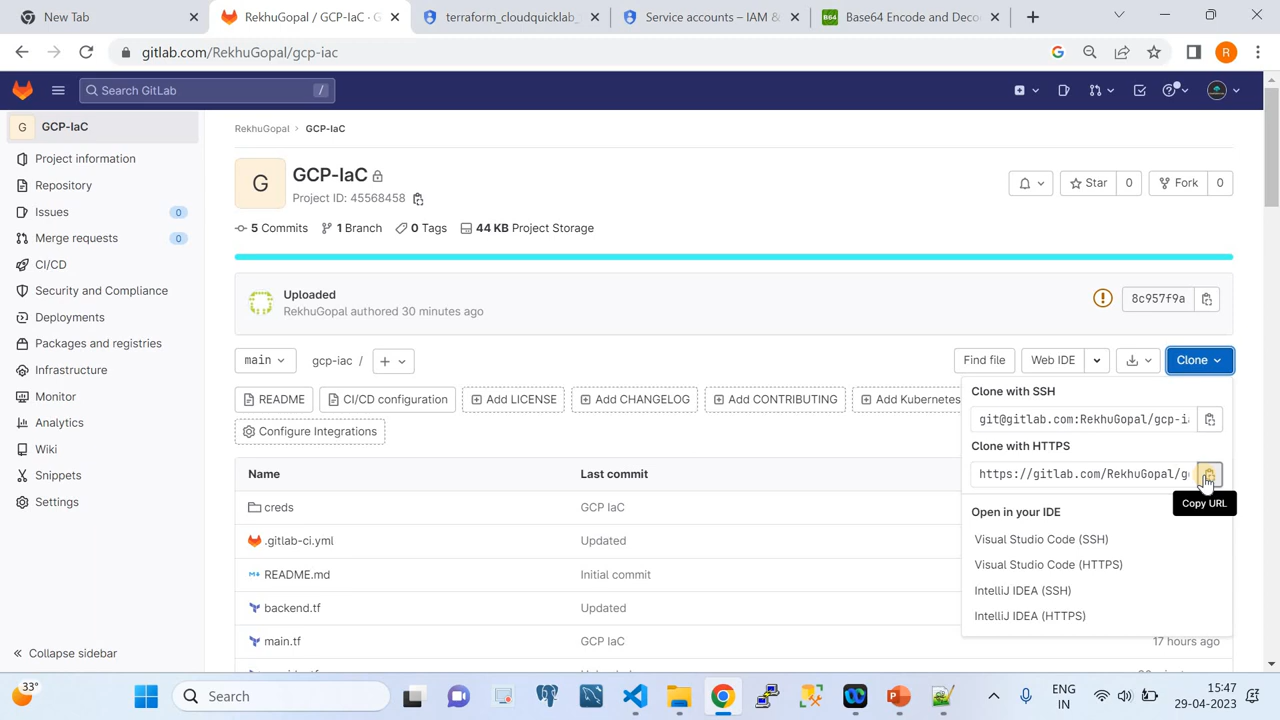 New Tab
RekhuGopal / GCP-IaC · G
terraform_cloudquicklab_
Service accounts – IAM &
B64
Base64 Encode and Deco
gitlab.com/RekhuGopal/gcp-iac
R
Search GitLab
/
G GCP-IaC
Project information
Repository
Issues 0
Merge requests 0
CI/CD
Security and Compliance
Deployments
Packages and registries
Infrastructure
Monitor
Analytics
Wiki
Snippets
Settings
Collapse sidebar
RekhuGopal > GCP-IaC
G
GCP-IaC
Project ID: 45568458
Star 0
Fork 0
5 Commits 1 Branch 0 Tags 44 KB Project Storage
Uploaded
RekhuGopal authored 30 minutes ago
8c957f9a
main
gcp-iac / +
Find file
Web IDE
Clone
README
CI/CD configuration
Add LICENSE
Add CHANGELOG
Add CONTRIBUTING
Add Kubernetes
Configure Integrations
Clone with SSH
git@gitlab.com:RekhuGopal/gcp-i
Clone with HTTPS
https://gitlab.com/RekhuGopal/g
Copy URL
Open in your IDE
Visual Studio Code (SSH)
Visual Studio Code (HTTPS)
IntelliJ IDEA (SSH)
IntelliJ IDEA (HTTPS)
Name Last commit
creds GCP IaC
.gitlab-ci.yml Updated
README.md Initial commit
backend.tf Updated
main.tf GCP IaC 17 hours ago
33°
Search
ENG
IN
15:47
29-04-2023